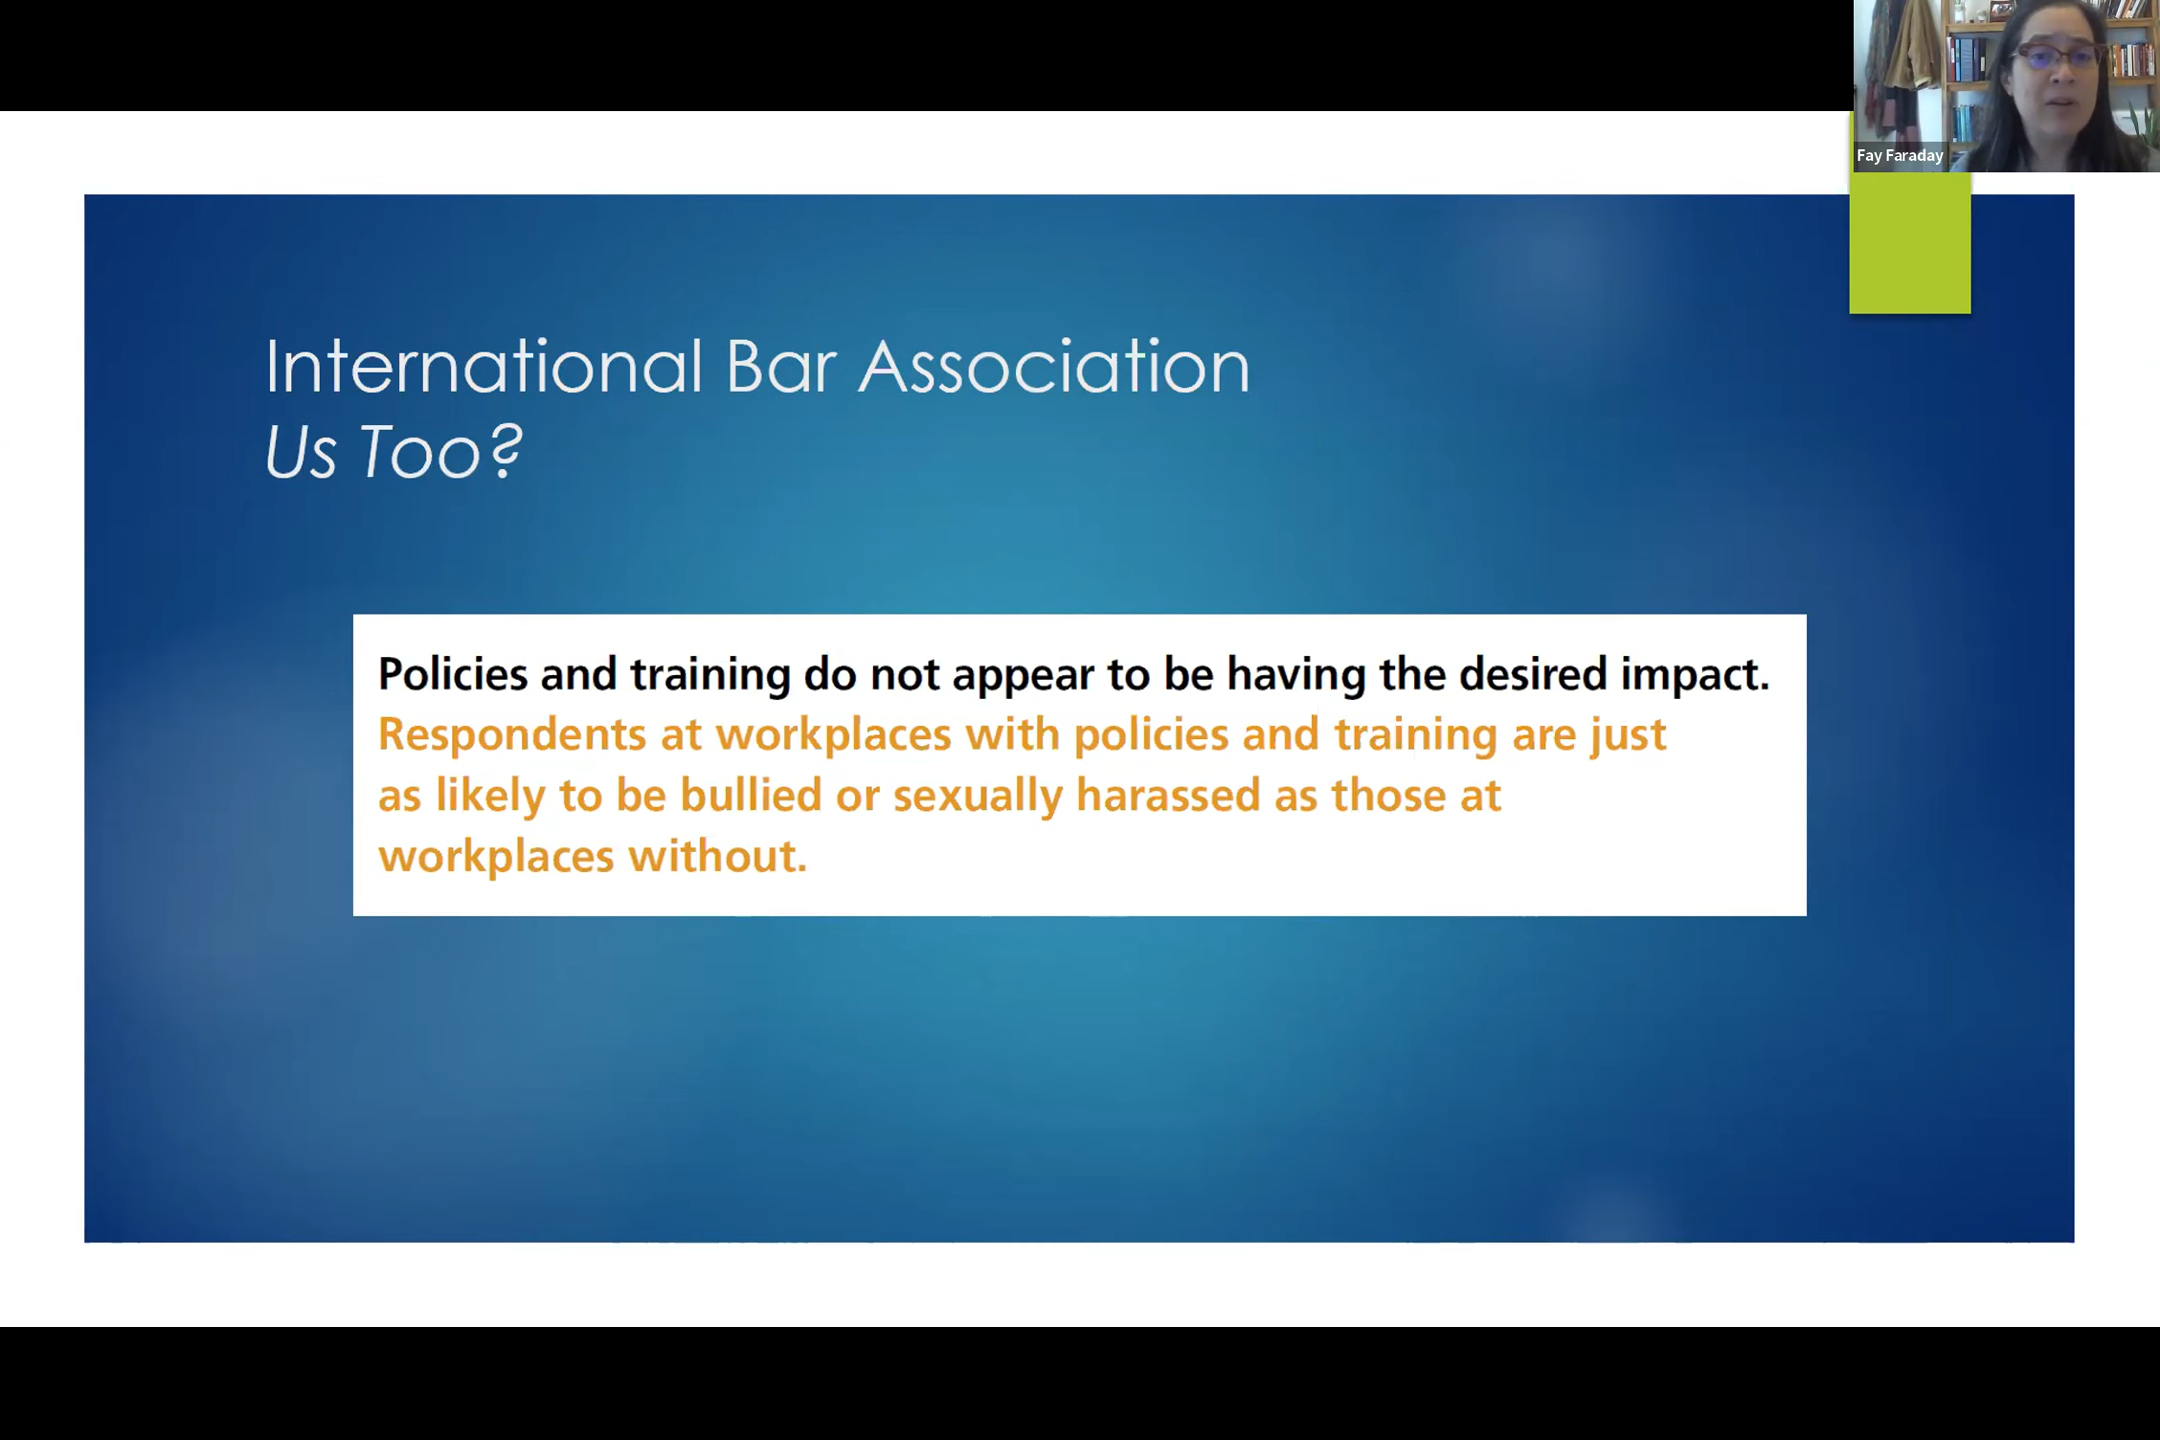 Fay Faraday
International Bar Association
Us Too?
Policies and training do not appear to be having the desired impact.
Respondents at workplaces with policies and training are just
as likely to be bullied or sexually harassed as those at
workplaces without.